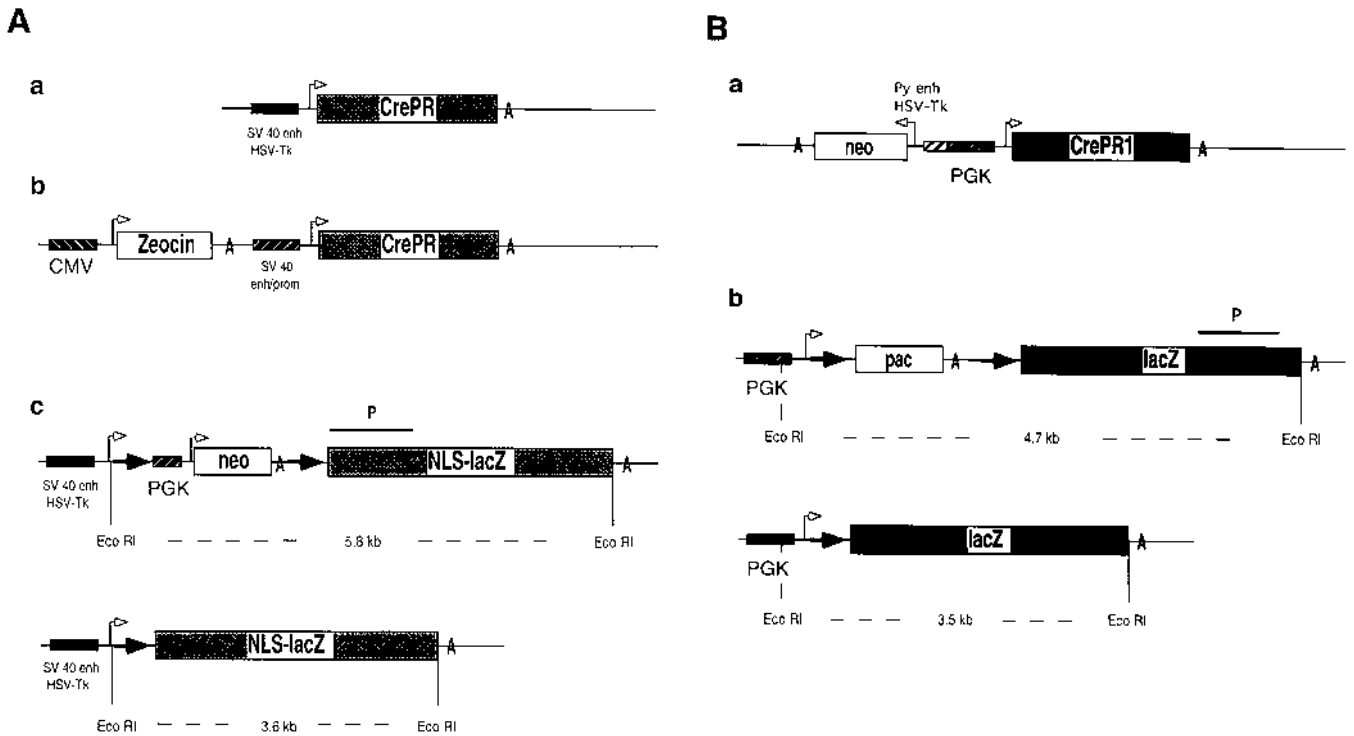 A
a
CrePR
A
SV 40 enh
HSV-Tk
b
Zeocin
A
CrePR
A
CMV
SV 40
enh/prom
c
P
neo
A
NLS-lacZ
A
SV 40 enh
HSV-Tk
PGK
Eco RI
5.8 kb
Eco RI
NLS-lacZ
A
SV 40 enh
HSV-Tk
Eco RI
3.6 kb
Eco RI
B
a
Py enh
HSV-Tk
A
neo
CrePR1
A
PGK
b
P
pac
A
lacZ
A
PGK
Eco RI
4.7 kb
Eco RI
lacZ
A
PGK
Eco RI
3.5 kb
Eco RI